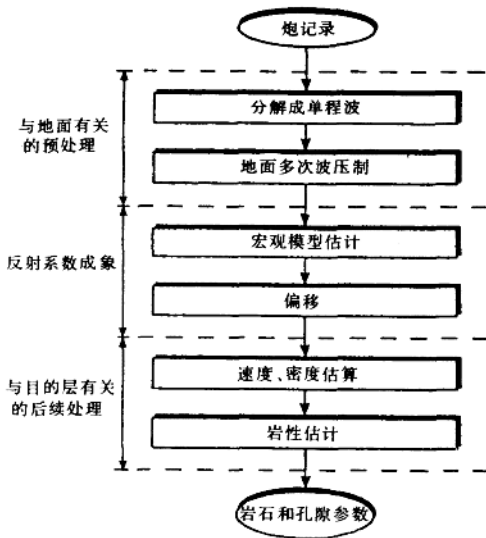 炮记录
与地面有关
的预处理
分解成单程波
地面多次波压制
反射系数成象
宏观模型估计
偏移
与目的层有关
的后续处理
速度、密度估算
岩性估计
岩石和孔隙参数